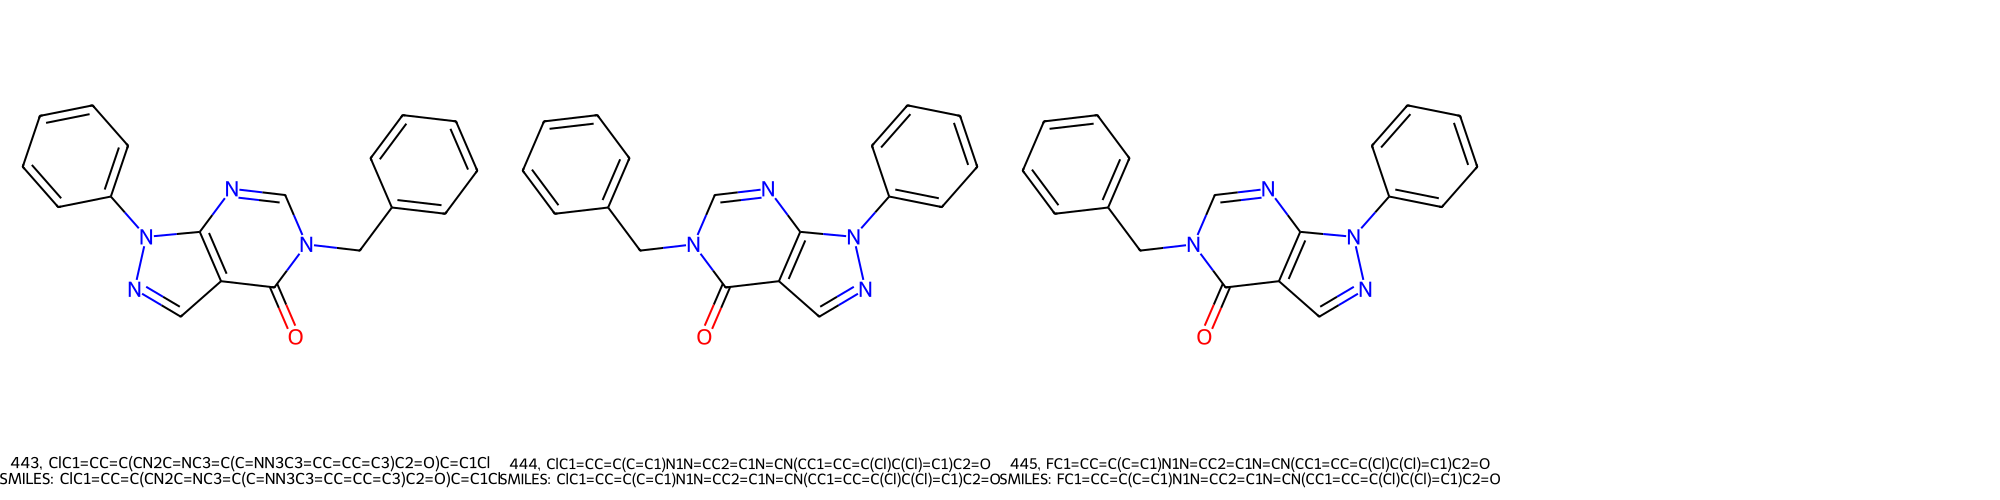 N
N
N
N
O
N
N
N
N
O
N
N
N
N
O
443, ClC1=CC=C(CN2C=NC3=C(C=NN3C3=CC=CC=C3)C2=O)C=C1Cl
SMILES: ClC1=CC=C(CN2C=NC3=C(C=NN3C3=CC=CC=C3)C2=O)C=C1Cl
444, ClC1=CC=C(C=C1)N1N=CC2=C1N=CN(CC1=CC=C(Cl)C(Cl)=C1)C2=O
SMILES: ClC1=CC=C(C=C1)N1N=CC2=C1N=CN(CC1=CC=C(Cl)C(Cl)=C1)C2=O
445, FC1=CC=C(C=C1)N1N=CC2=C1N=CN(CC1=CC=C(Cl)C(Cl)=C1)C2=O
SMILES: FC1=CC=C(C=C1)N1N=CC2=C1N=CN(CC1=CC=C(Cl)C(Cl)=C1)C2=O